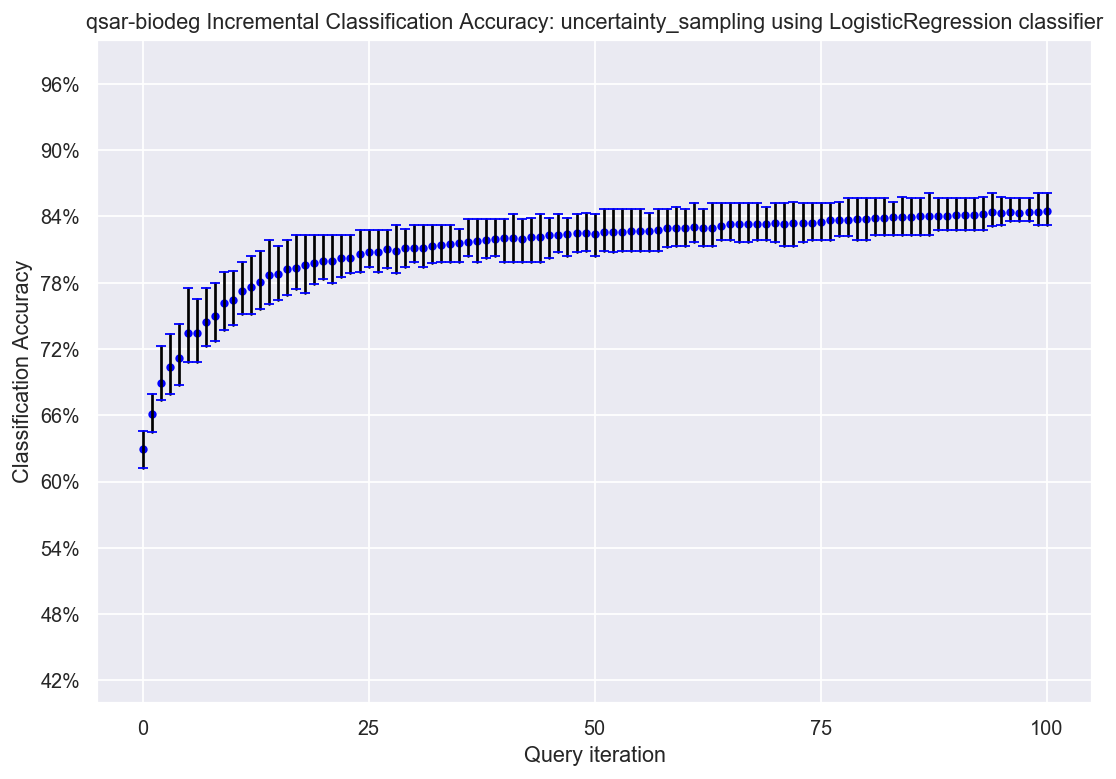 qsar-biodeg Incremental Classification Accuracy: uncertainty_sampling using LogisticRegression classifier
96%
90%
84%
78%
72%
66%
60%
54%
48%
42%
Classification Accuracy
0 25 50 75 100
Query iteration